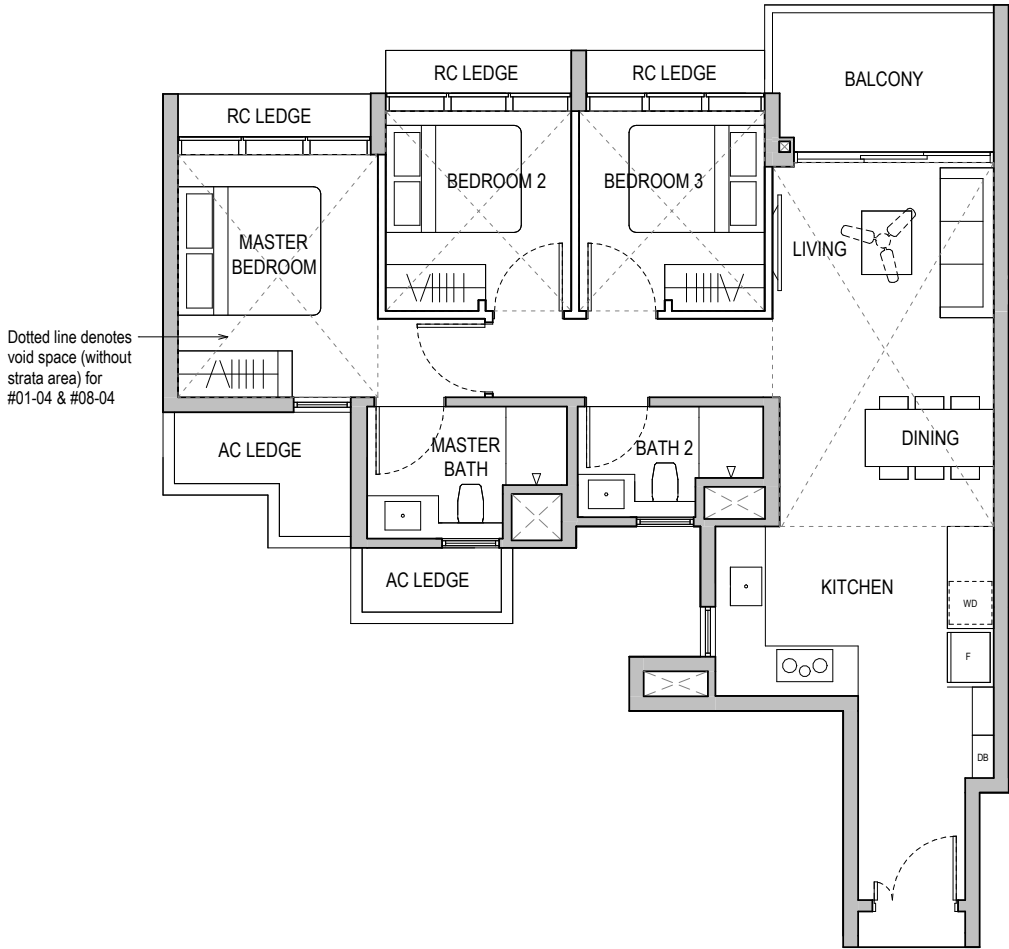 RC LEDGE
RC LEDGE
BALCONY
RC LEDGE
BEDROOM 2
BEDROOM 3
MASTER
BEDROOM
LIVING
Dotted line denotes
void space (without
strata area) for
#01-04 & #08-04
AC LEDGE
MASTER
BATH
BATH 2
DINING
AC LEDGE
KITCHEN
WD
F
DB